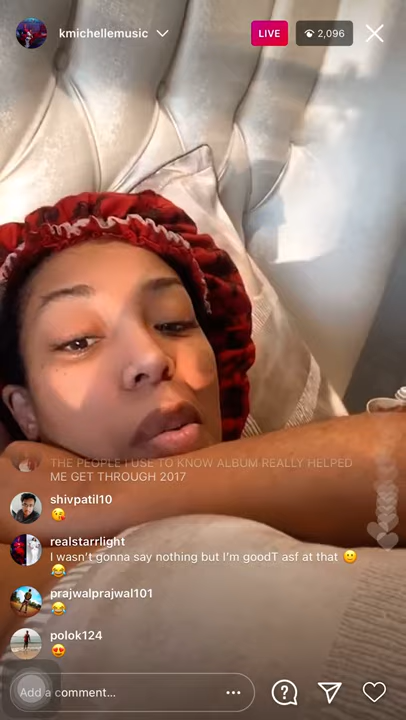 kmichellemusic
LIVE
2,096
THE PEOPLE I USE TO KNOW ALBUM REALLY HELPED
ME GET THROUGH 2017
shivpatil10
😘
realstarrlight
I wasn't gonna say nothing but I'm goodT asf at that 🙂
😂
prajwalprajwal101
😂
polok124
😍
Add a comment...